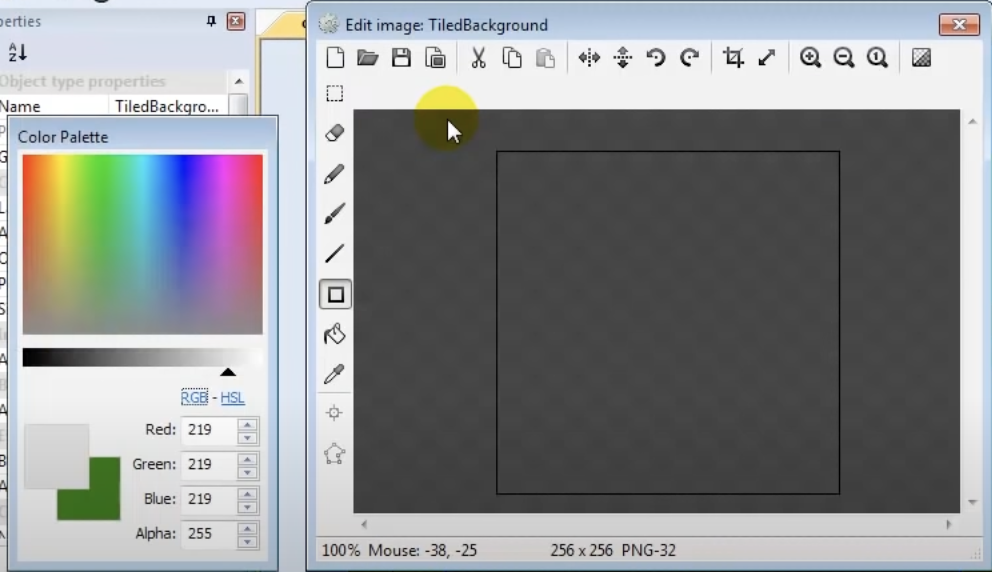 perties
Edit image: TiledBackground
Object type properties
Name TiledBackgro...
Color Palette
RGB - HSL
Red: 219
Green: 219
Blue: 219
Alpha: 255
100% Mouse: -38, -25 256 x 256 PNG-32